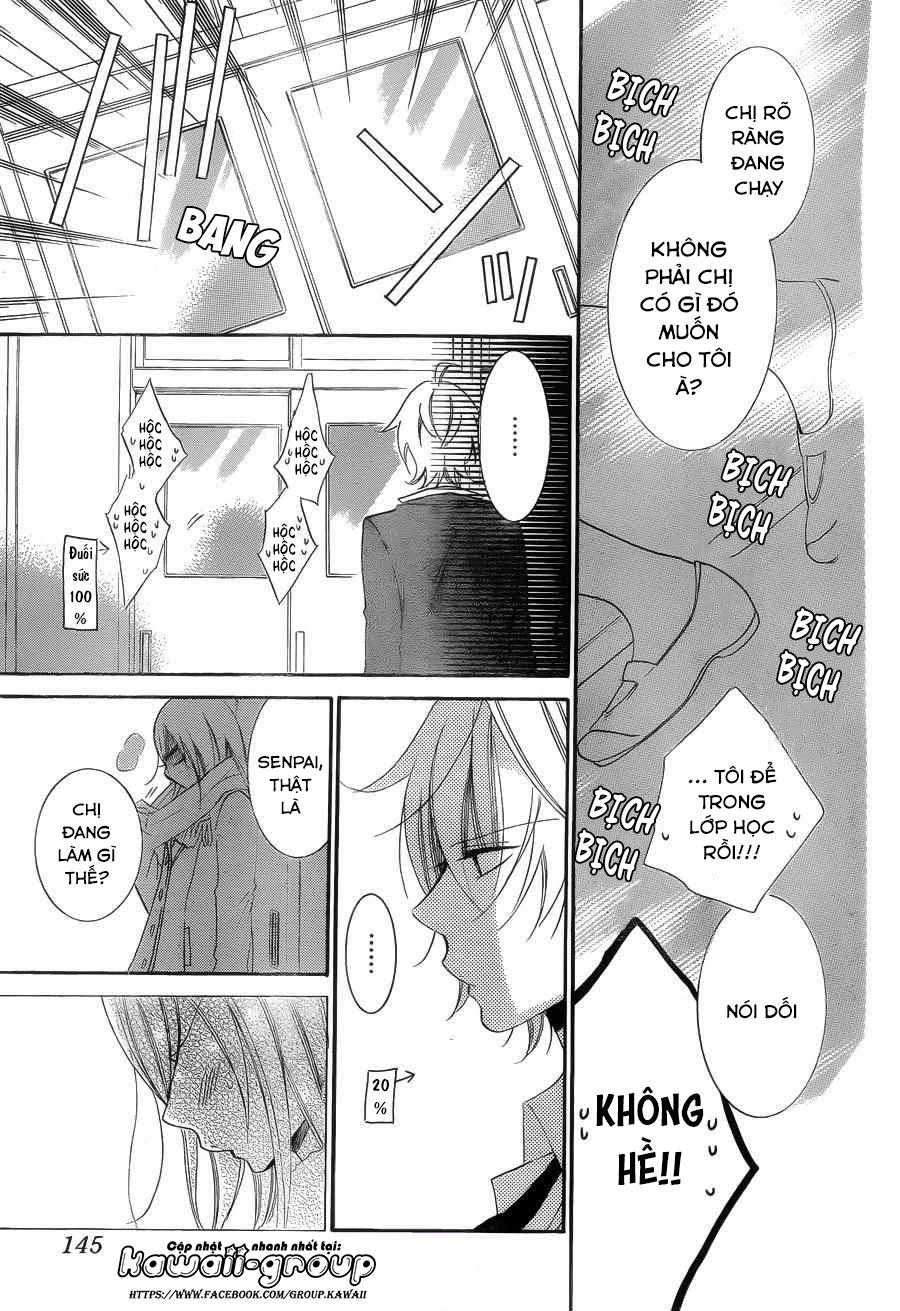 BỊCH
BỊCH
CHỊ RÕ
RÀNG
ĐANG
CHẠY
KHÔNG
PHẢI CHỊ
CÓ GÌ ĐÓ
MUỐN
CHO TÔI
À?
BỊCH
BỊCH
BỊCH
BỊCH
... TÔI ĐỂ
TRONG
LỚP HỌC
RỒI!!!
BỊCH
BỊCH
NÓI DỐI
KHÔNG
HỀ!!
BANG
........
HỘC
HỘC
HỘC
HỘC
HỘC
HỘC
HỘC
HỘC
HỘC
HỘC
HỘC
HỘC
Đuối
sức
100
%
........
20
%
SENPAI,
THẬT
LÀ
CHỊ
ĐANG
LÀM GÌ
THẾ?
145
Cập nhật nhanh nhất tại:
kawaii-group
HTTPS://WWW.FACEBOOK.COM/GROUP.KAWAII